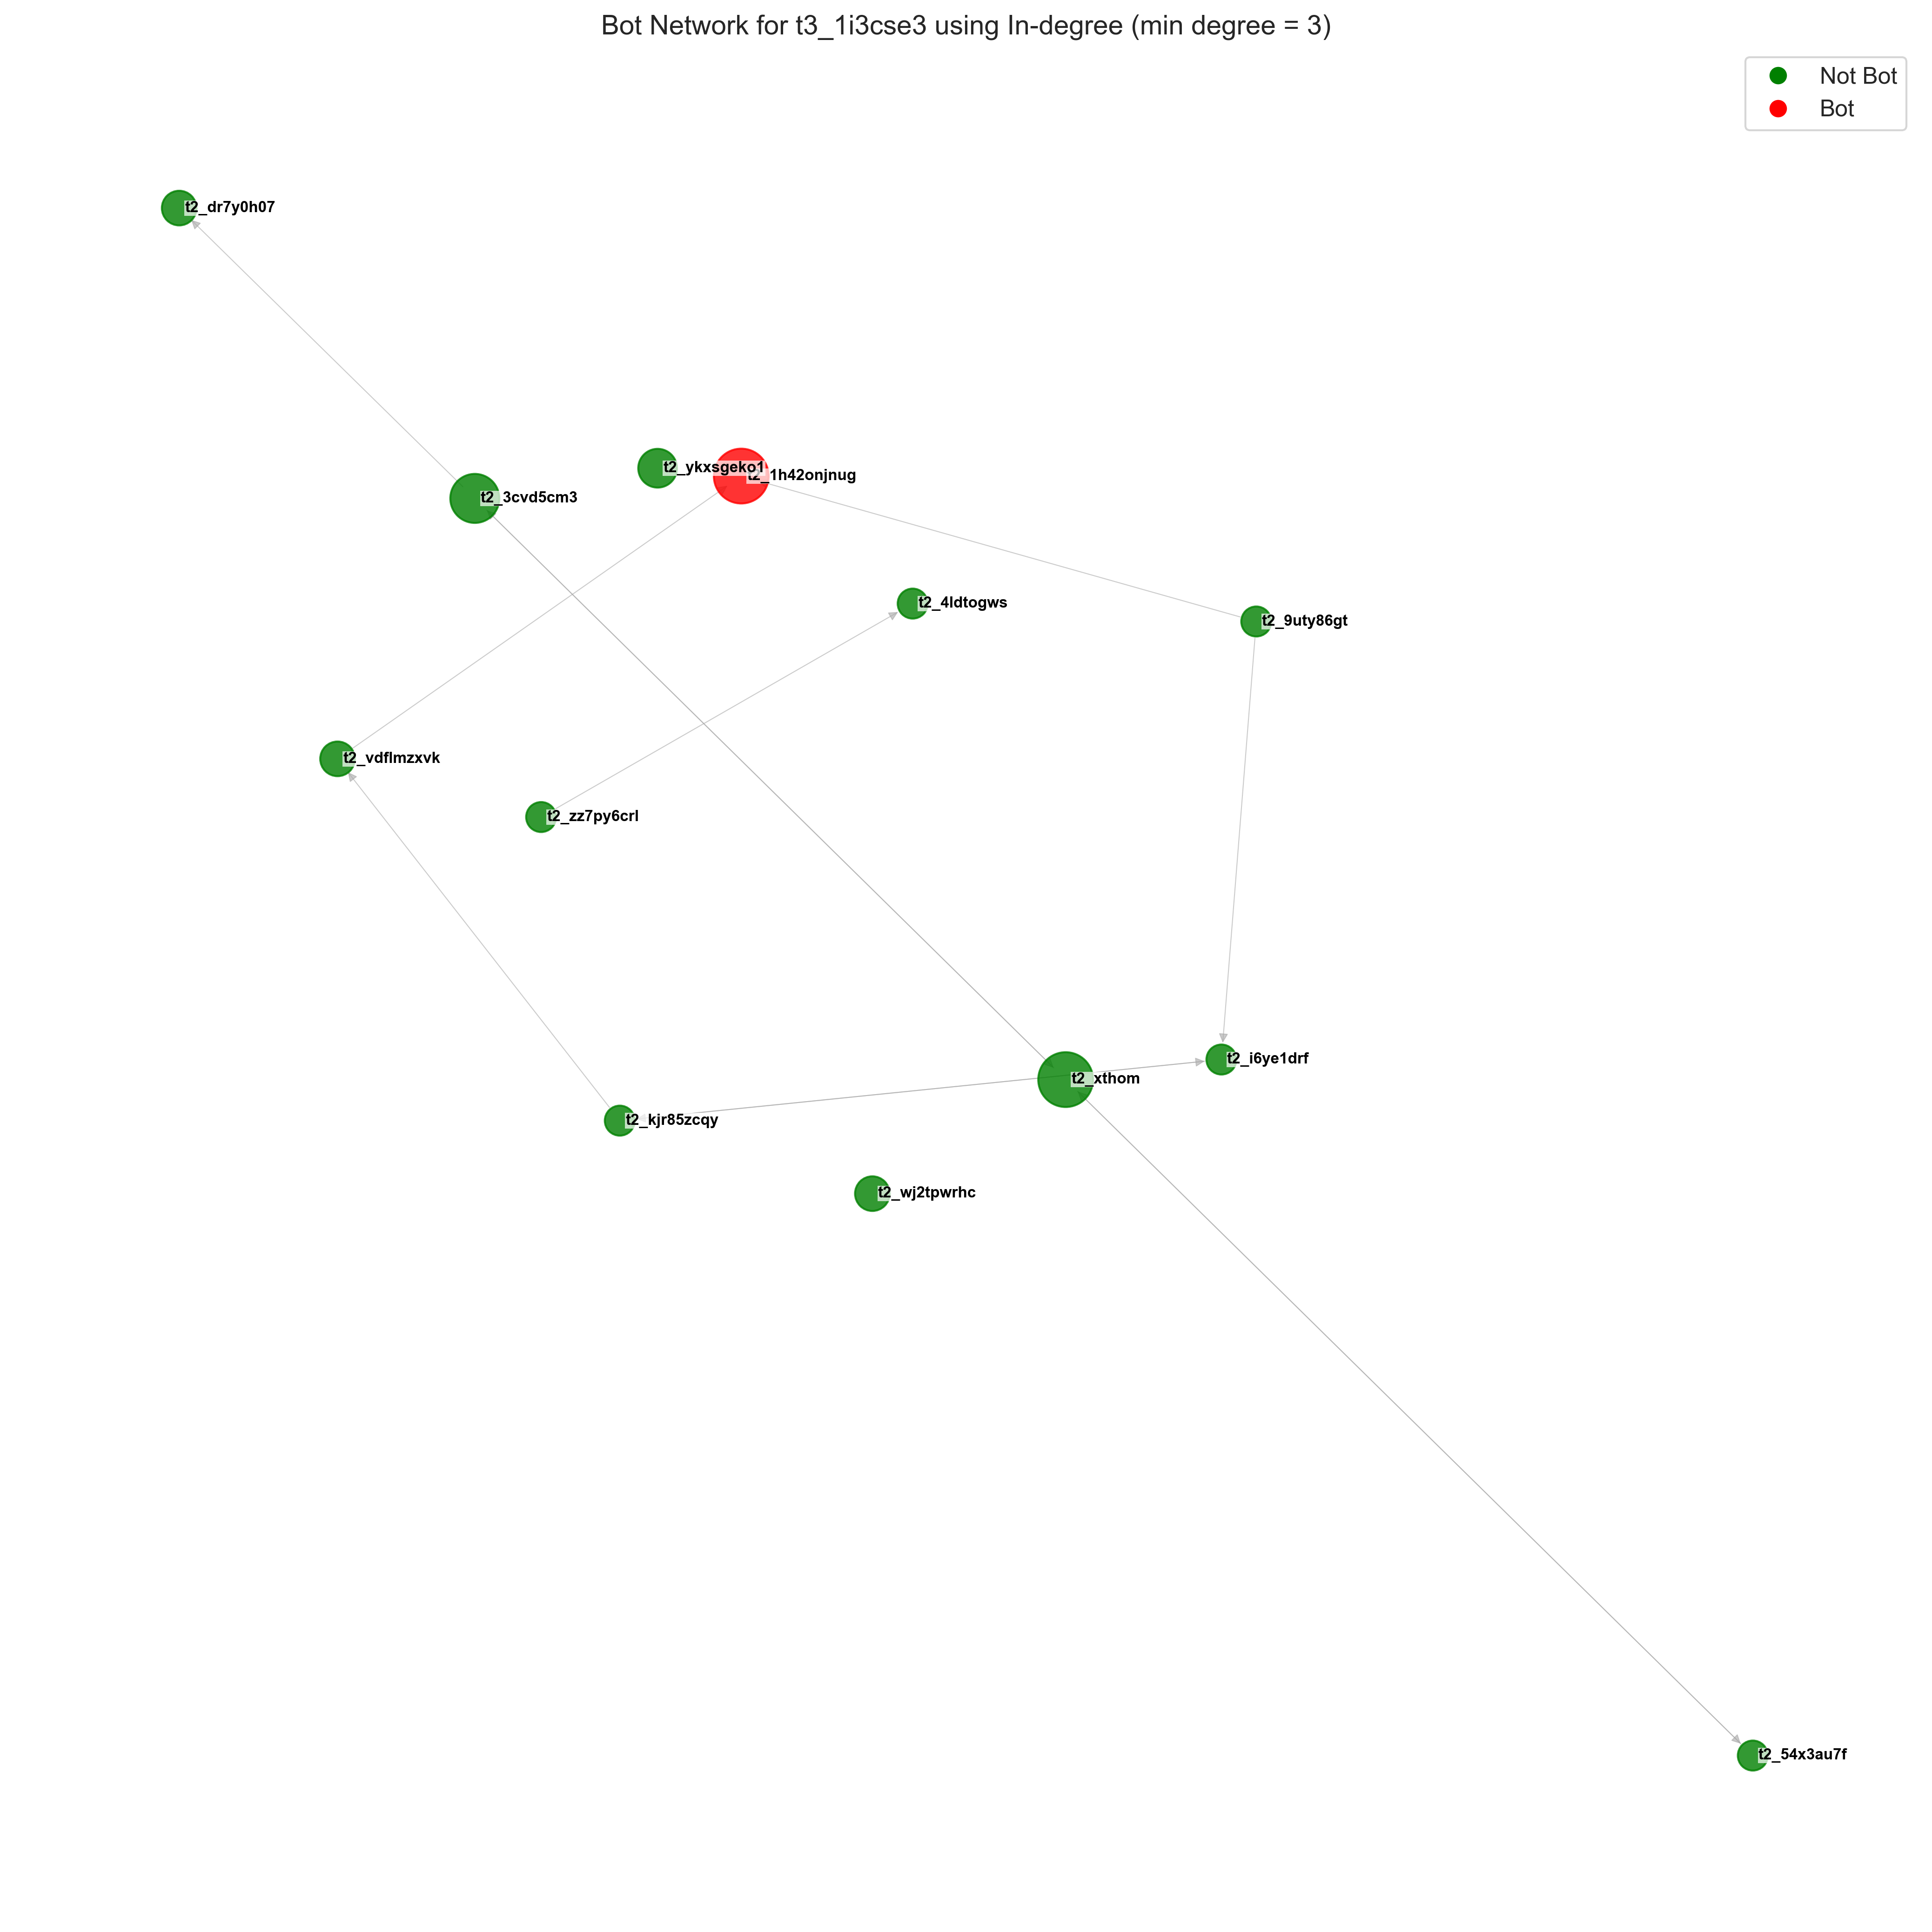 Bot Network for t3_1i3cse3 using In-degree (min degree = 3)
Not Bot
Bot
t2_dr7y0h07
t2_ykxsgeko1
t2_1h42onjnug
t2_3cvd5cm3
t2_4ldtogws
t2_9uty86gt
t2_vdflmzxvk
t2_zz7py6crl
t2_i6ye1drf
t2_xthom
t2_kjr85zcqy
t2_wj2tpwrhc
t2_54x3au7f